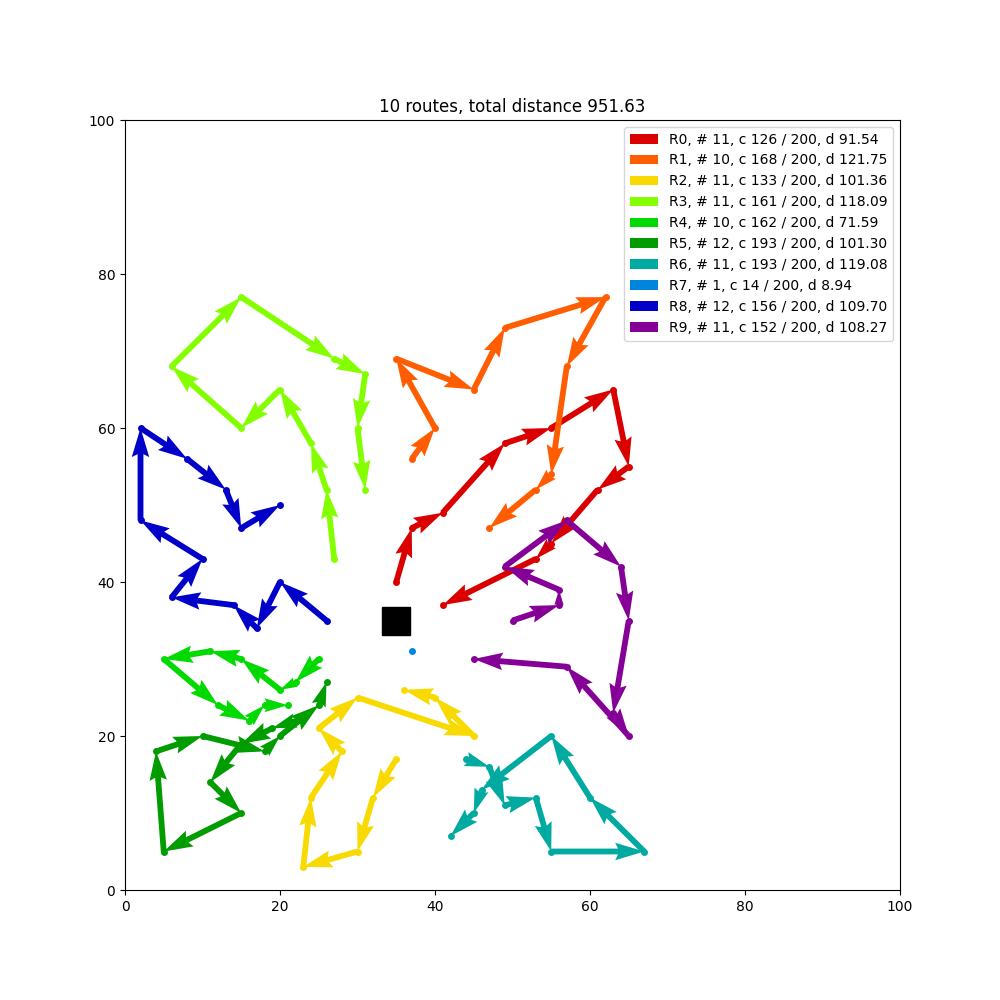 10 routes, total distance 951.63
R0, # 11, c 126 / 200, d 91.54
R1, # 10, c 168 / 200, d 121.75
R2, # 11, c 133 / 200, d 101.36
R3, # 11, c 161 / 200, d 118.09
R4, # 10, c 162 / 200, d 71.59
R5, # 12, c 193 / 200, d 101.30
R6, # 11, c 193 / 200, d 119.08
R7, # 1, c 14 / 200, d 8.94
R8, # 12, c 156 / 200, d 109.70
R9, # 11, c 152 / 200, d 108.27
100
80
60
40
20
0
0 20 40 60 80 100